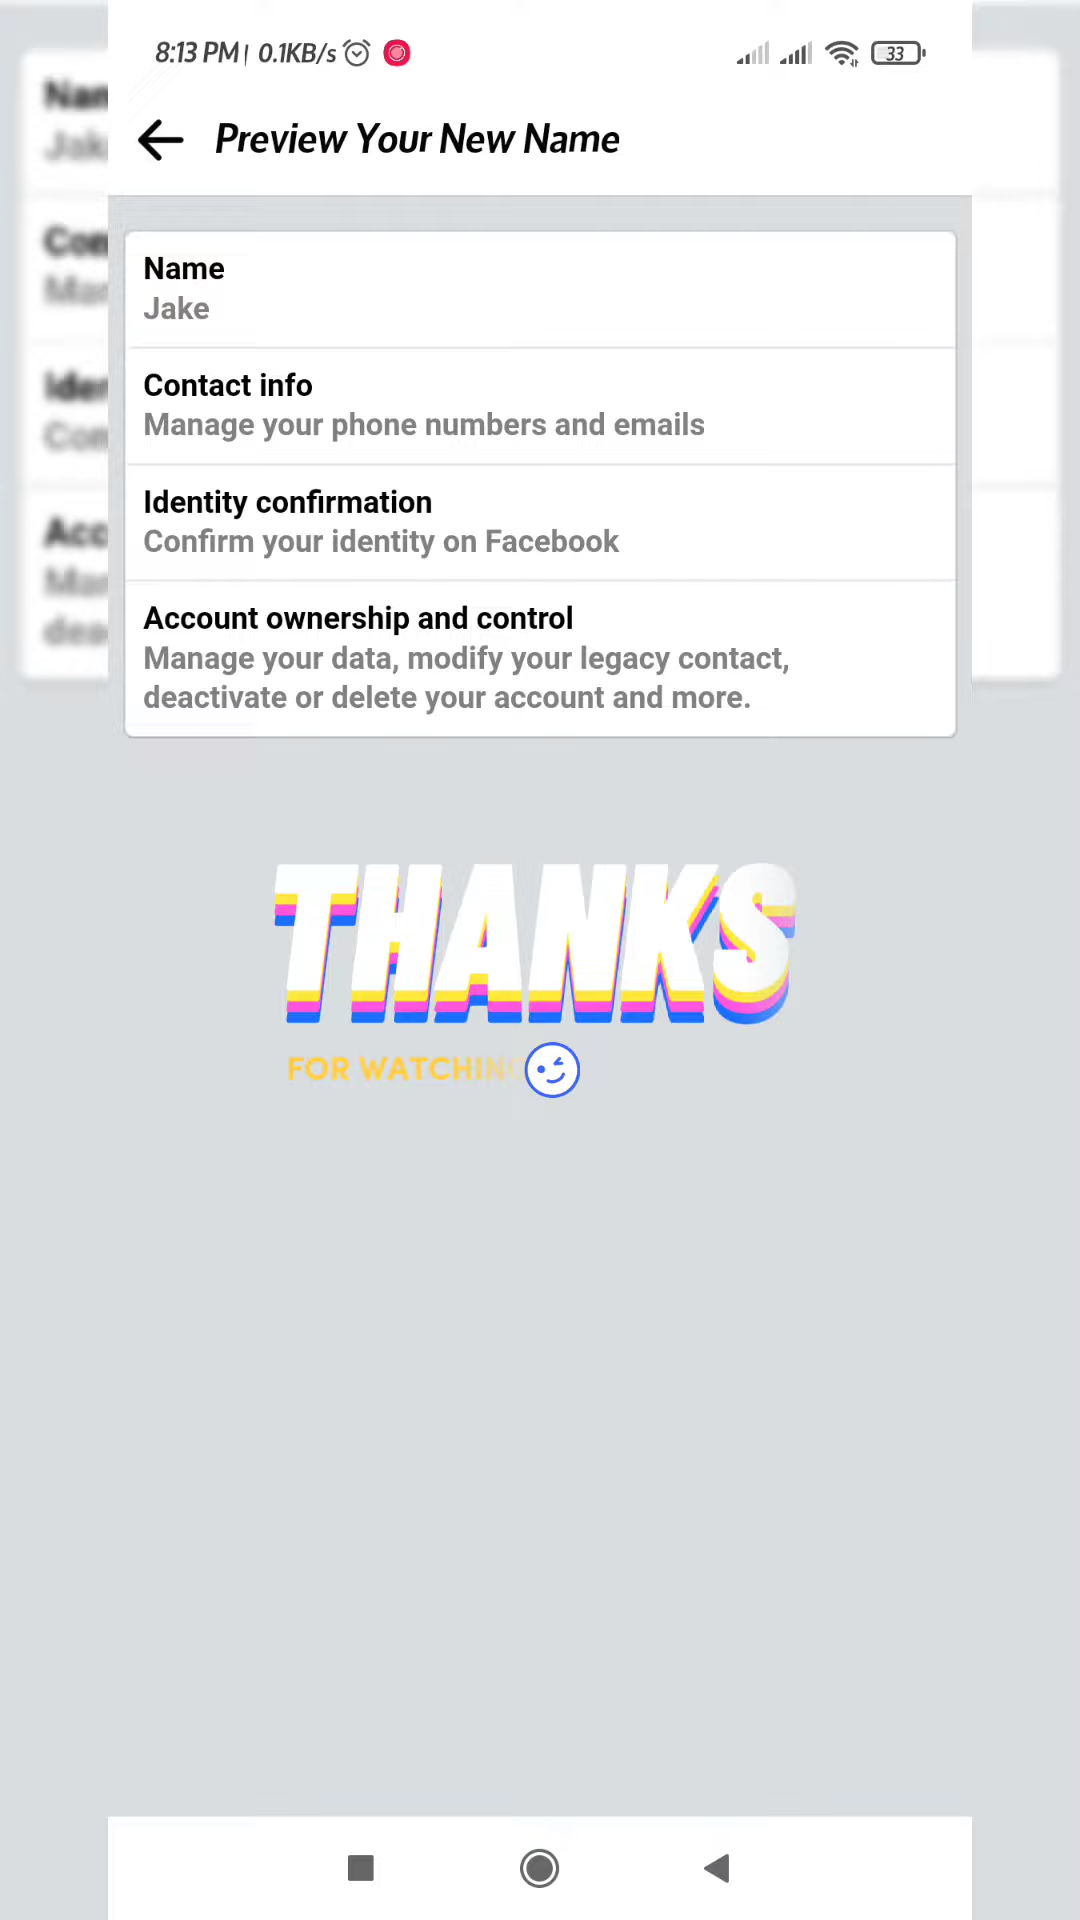 8:13 PM | 0.1KB/s
33
Preview Your New Name
Name
Jake
Contact info
Manage your phone numbers and emails
Identity confirmation
Confirm your identity on Facebook
Account ownership and control
Manage your data, modify your legacy contact,
deactivate or delete your account and more.
THANKS
FOR WATCHING